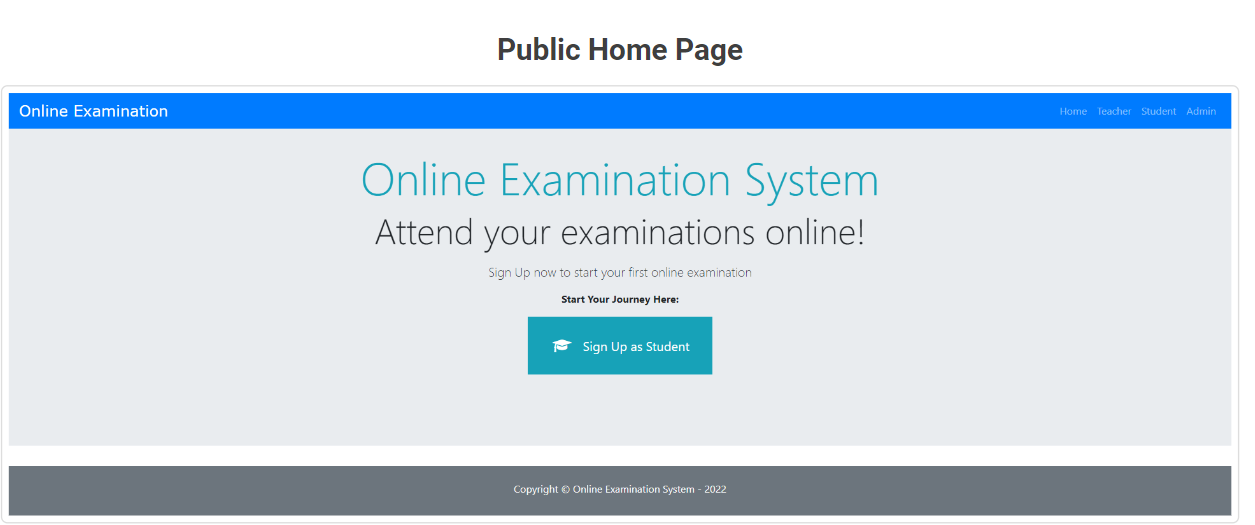 Public Home Page
Online Examination
Home Teacher Student Admin
Online Examination System
Attend your examinations online!
Sign Up now to start your first online examination
Start Your Journey Here:
Sign Up as Student
Copyright © Online Examination System - 2022